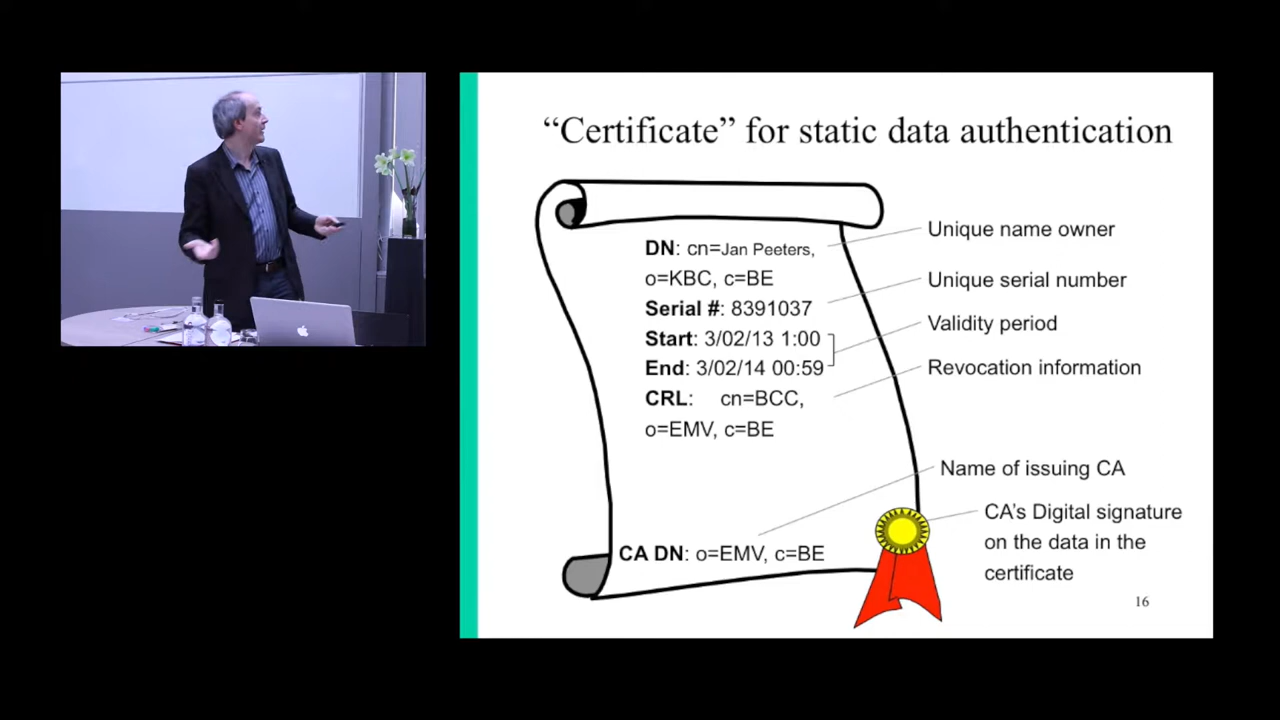 “Certificate” for static data authentication
DN: cn=Jan Peeters,
o=KBC, c=BE
Serial #: 8391037
Start: 3/02/13 1:00
End: 3/02/14 00:59
CRL: cn=BCC,
o=EMV, c=BE
CA DN: o=EMV, c=BE
Unique name owner
Unique serial number
Validity period
Revocation information
Name of issuing CA
CA’s Digital signature
on the data in the
certificate
16